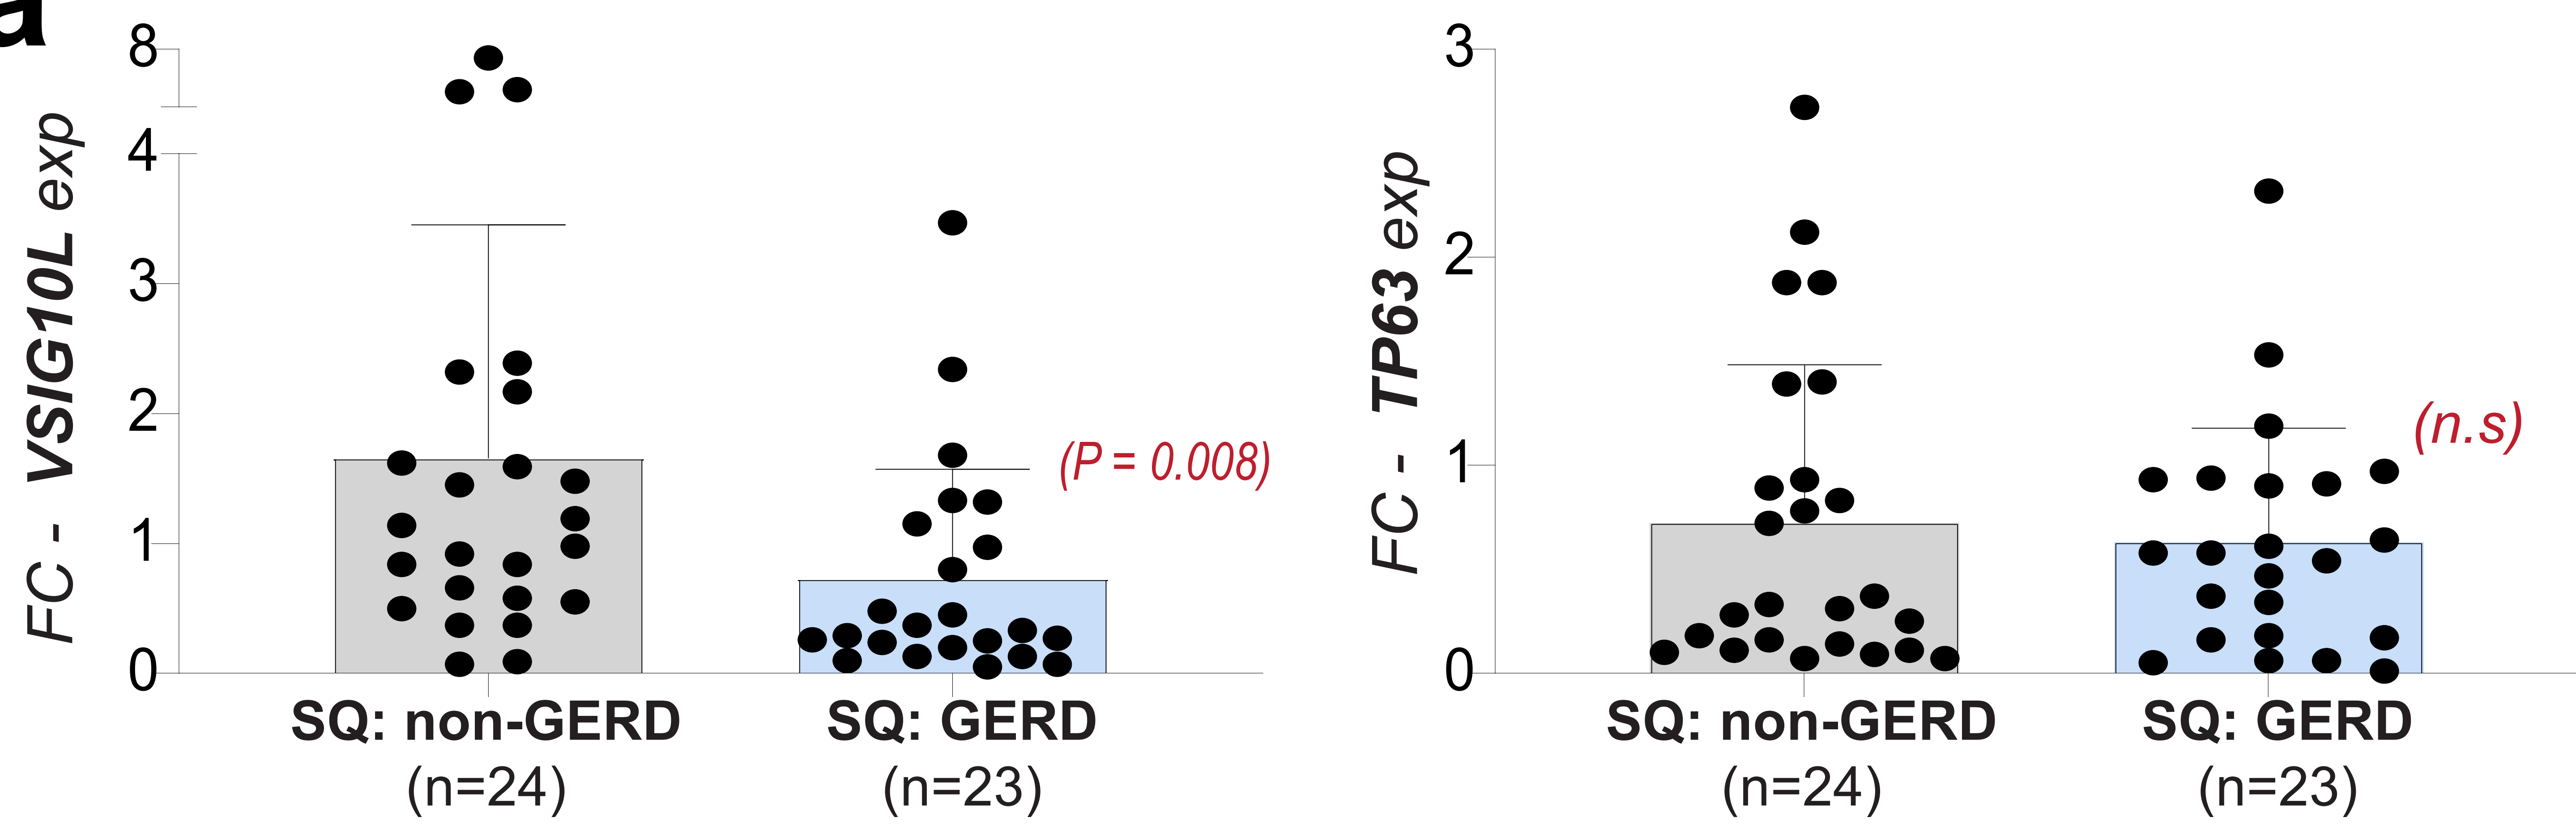 a
8
4
3
2
1
0
FC - VSIG10L exp
(P = 0.008)
SQ: non-GERD
(n=24)
SQ: GERD
(n=23)
3
2
1
0
FC - TP63 exp
(n.s)
SQ: non-GERD
(n=24)
SQ: GERD
(n=23)